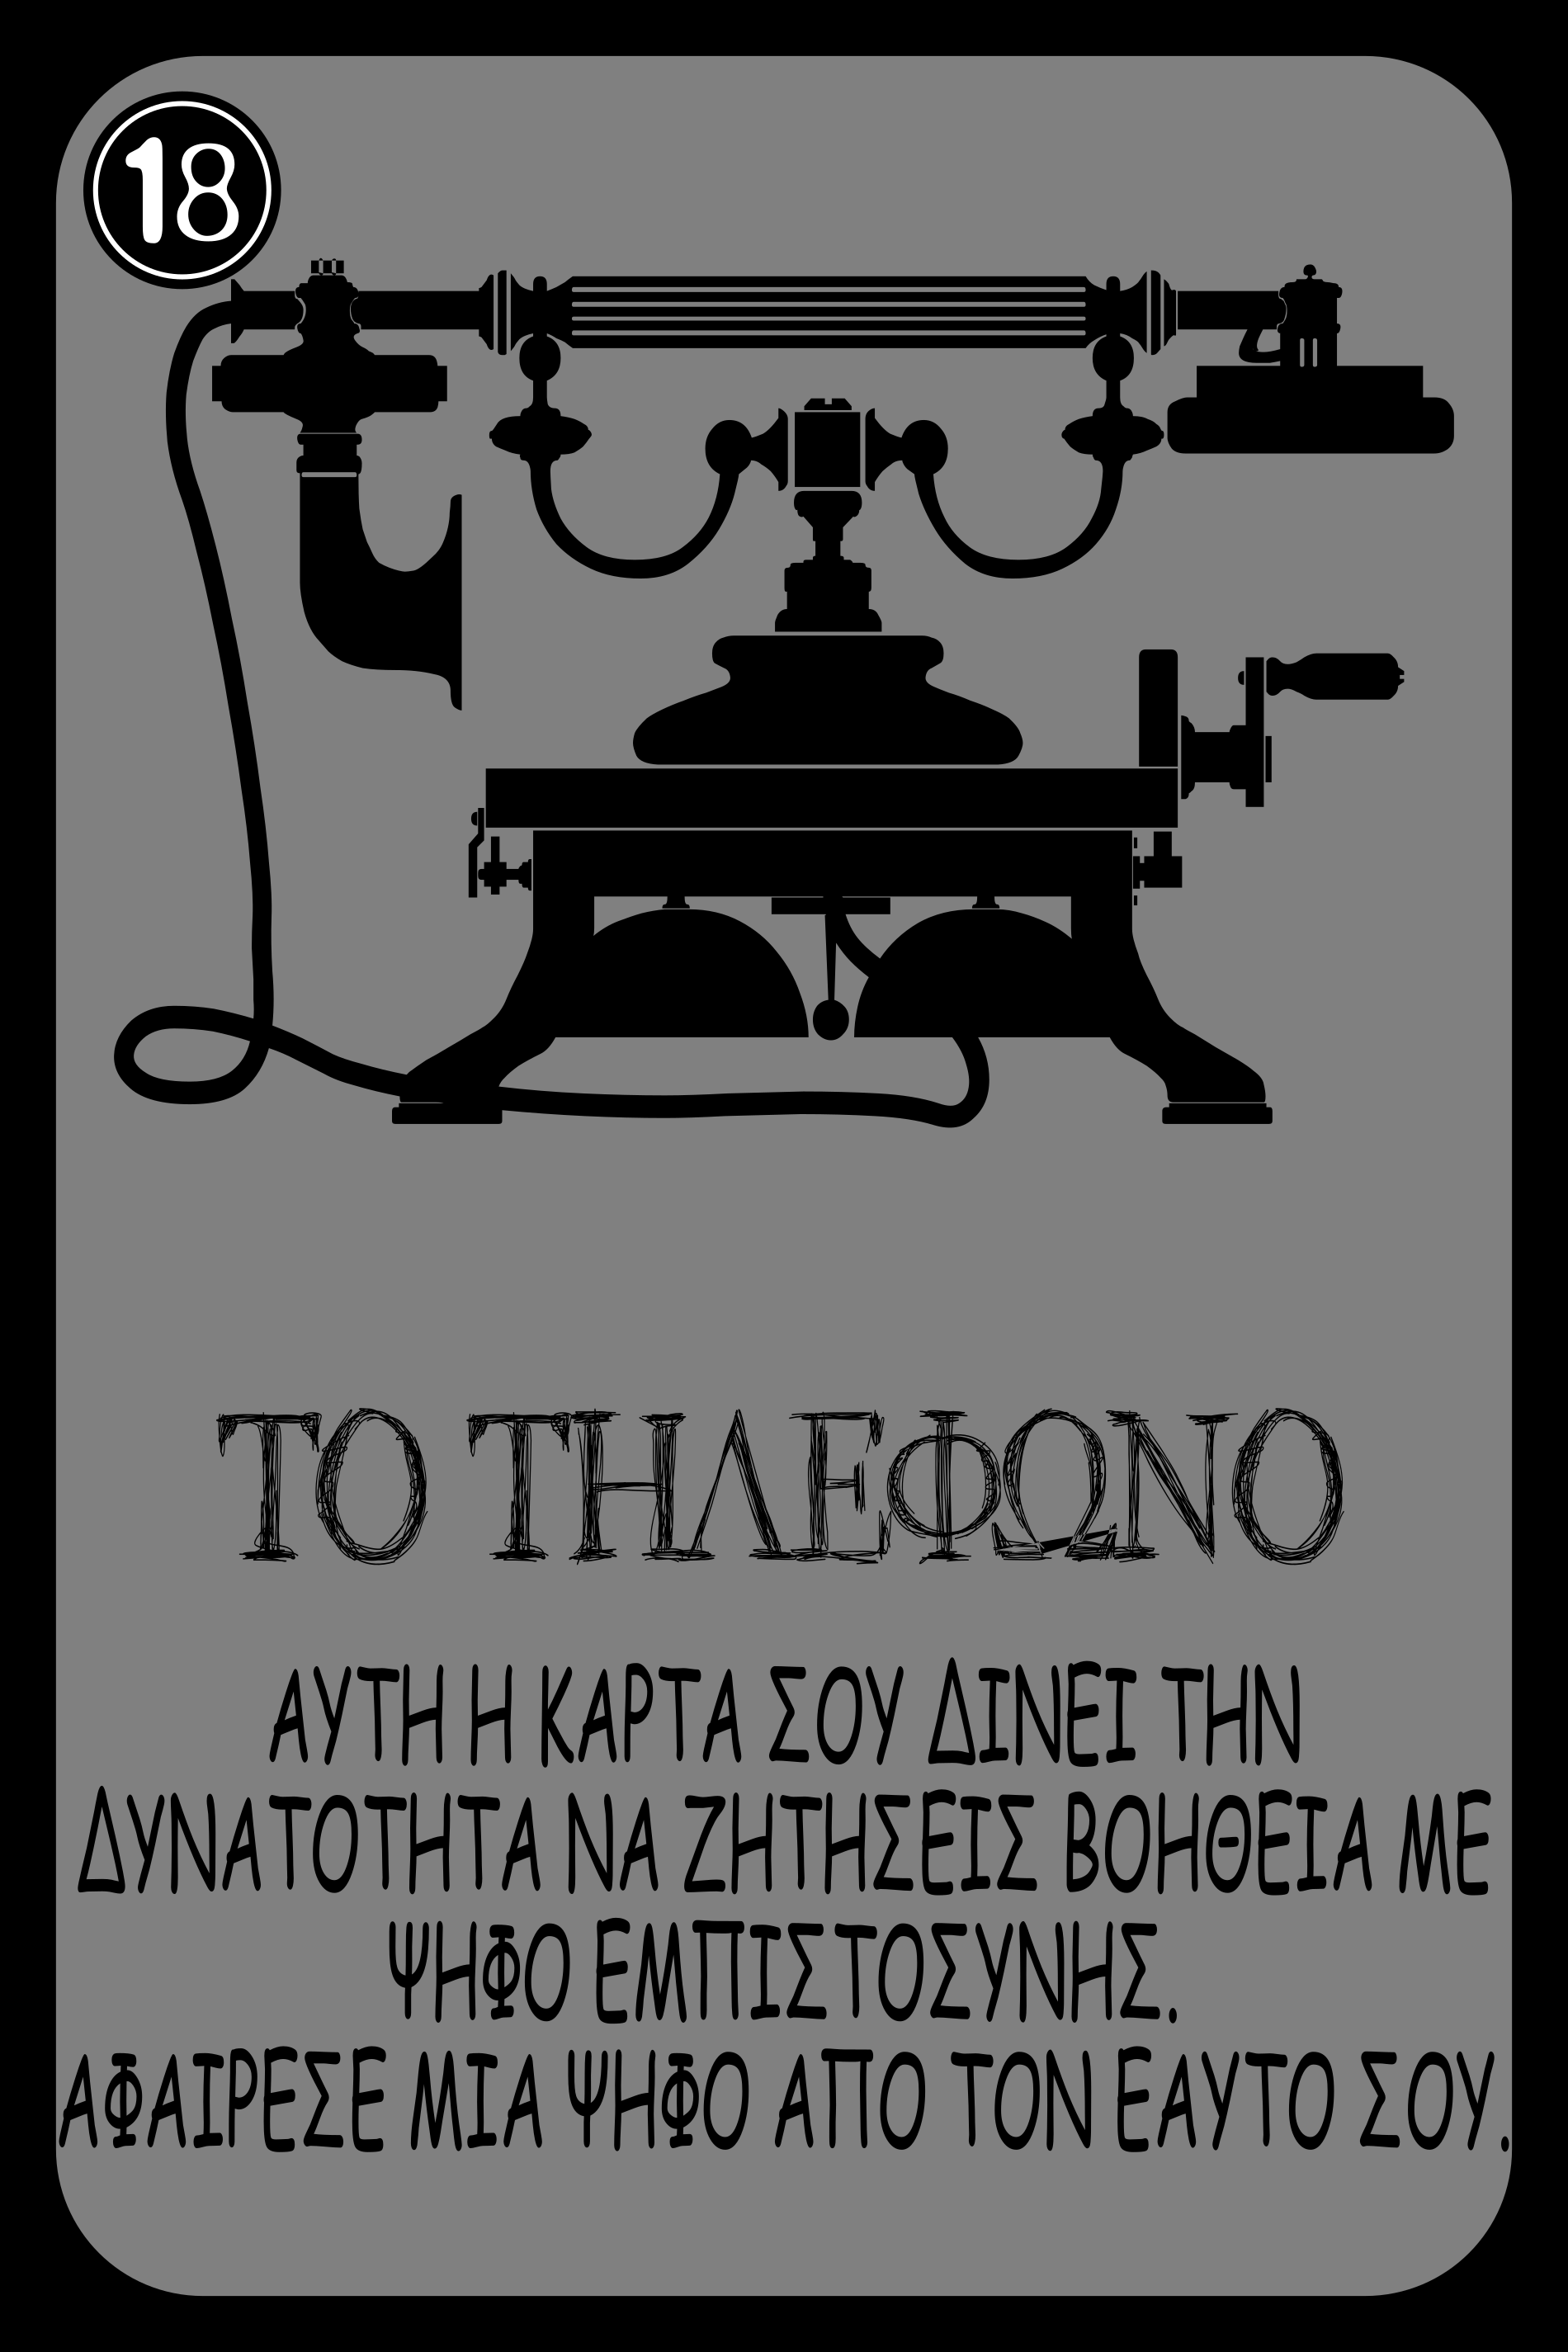 18
ΤΟ ΤΗΛΕΦΩΝΟ
ΑΥΤΗ Η ΚΑΡΤΑ ΣΟΥ ΔΙΝΕΙ ΤΗΝ
ΔΥΝΑΤΟΤΗΤΑ ΝΑ ΖΗΤΗΣΕΙΣ ΒΟΗΘΕΙΑ ΜΕ
ΨΗΦΟ ΕΜΠΙΣΤΟΣΥΝΗΣ.
ΑΦΑΙΡΕΣΕ ΜΙΑ ΨΗΦΟ ΑΠΟ ΤΟΝ ΕΑΥΤΟ ΣΟΥ.